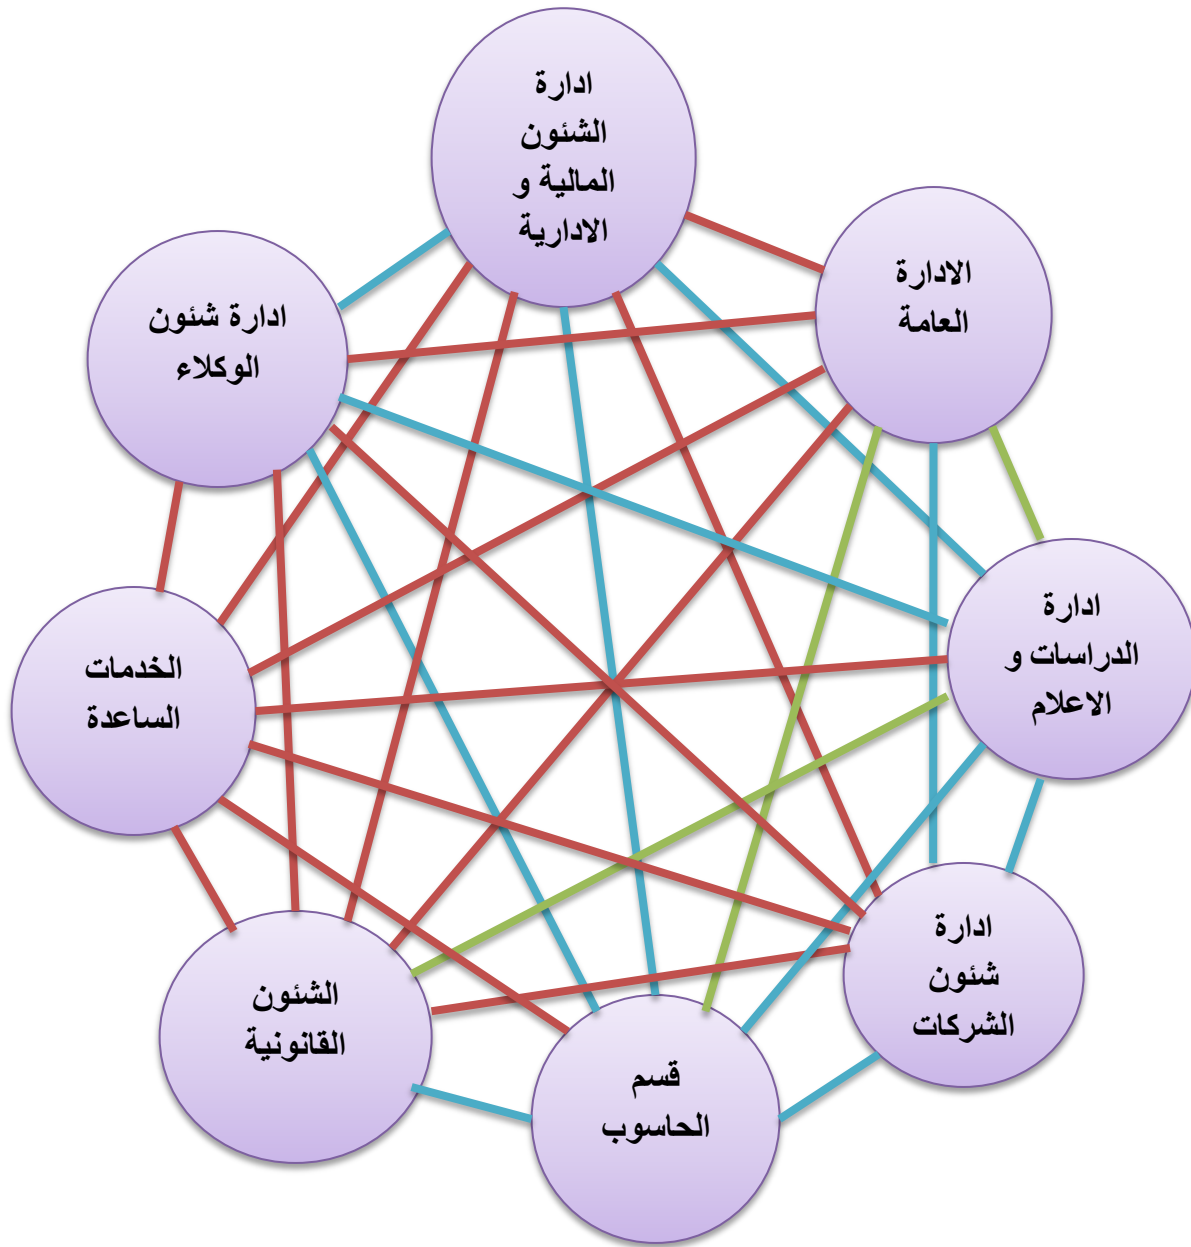 ادارة
الشئون
المالية و
الادارية
الادارة
العامة
ادارة شئون
الوكلاء
ادارة
الدراسات و
الاعلام
الخدمات
الساعدة
ادارة
شئون
الشركات
الشئون
القانونية
قسم
الحاسوب